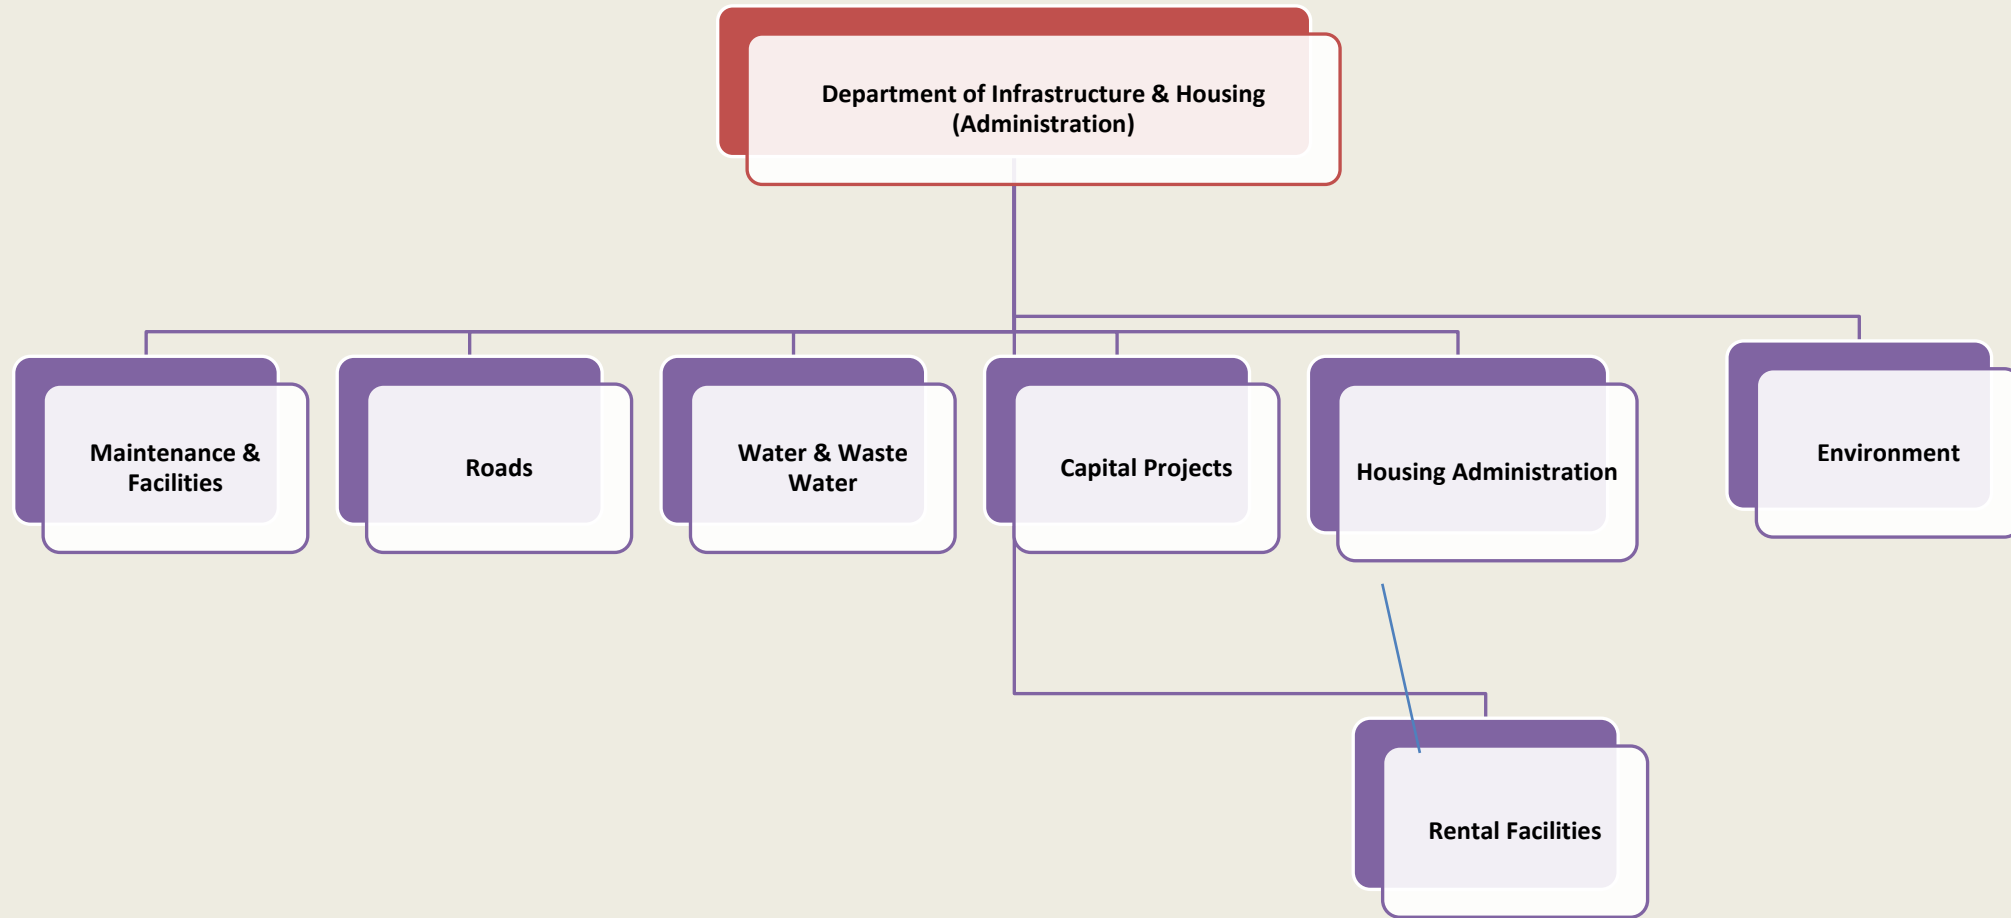 Department of Infrastructure & Housing
(Administration)
Maintenance &
Facilities
Roads
Water & Waste
Water
Capital Projects
Housing Administration
Environment
Rental Facilities